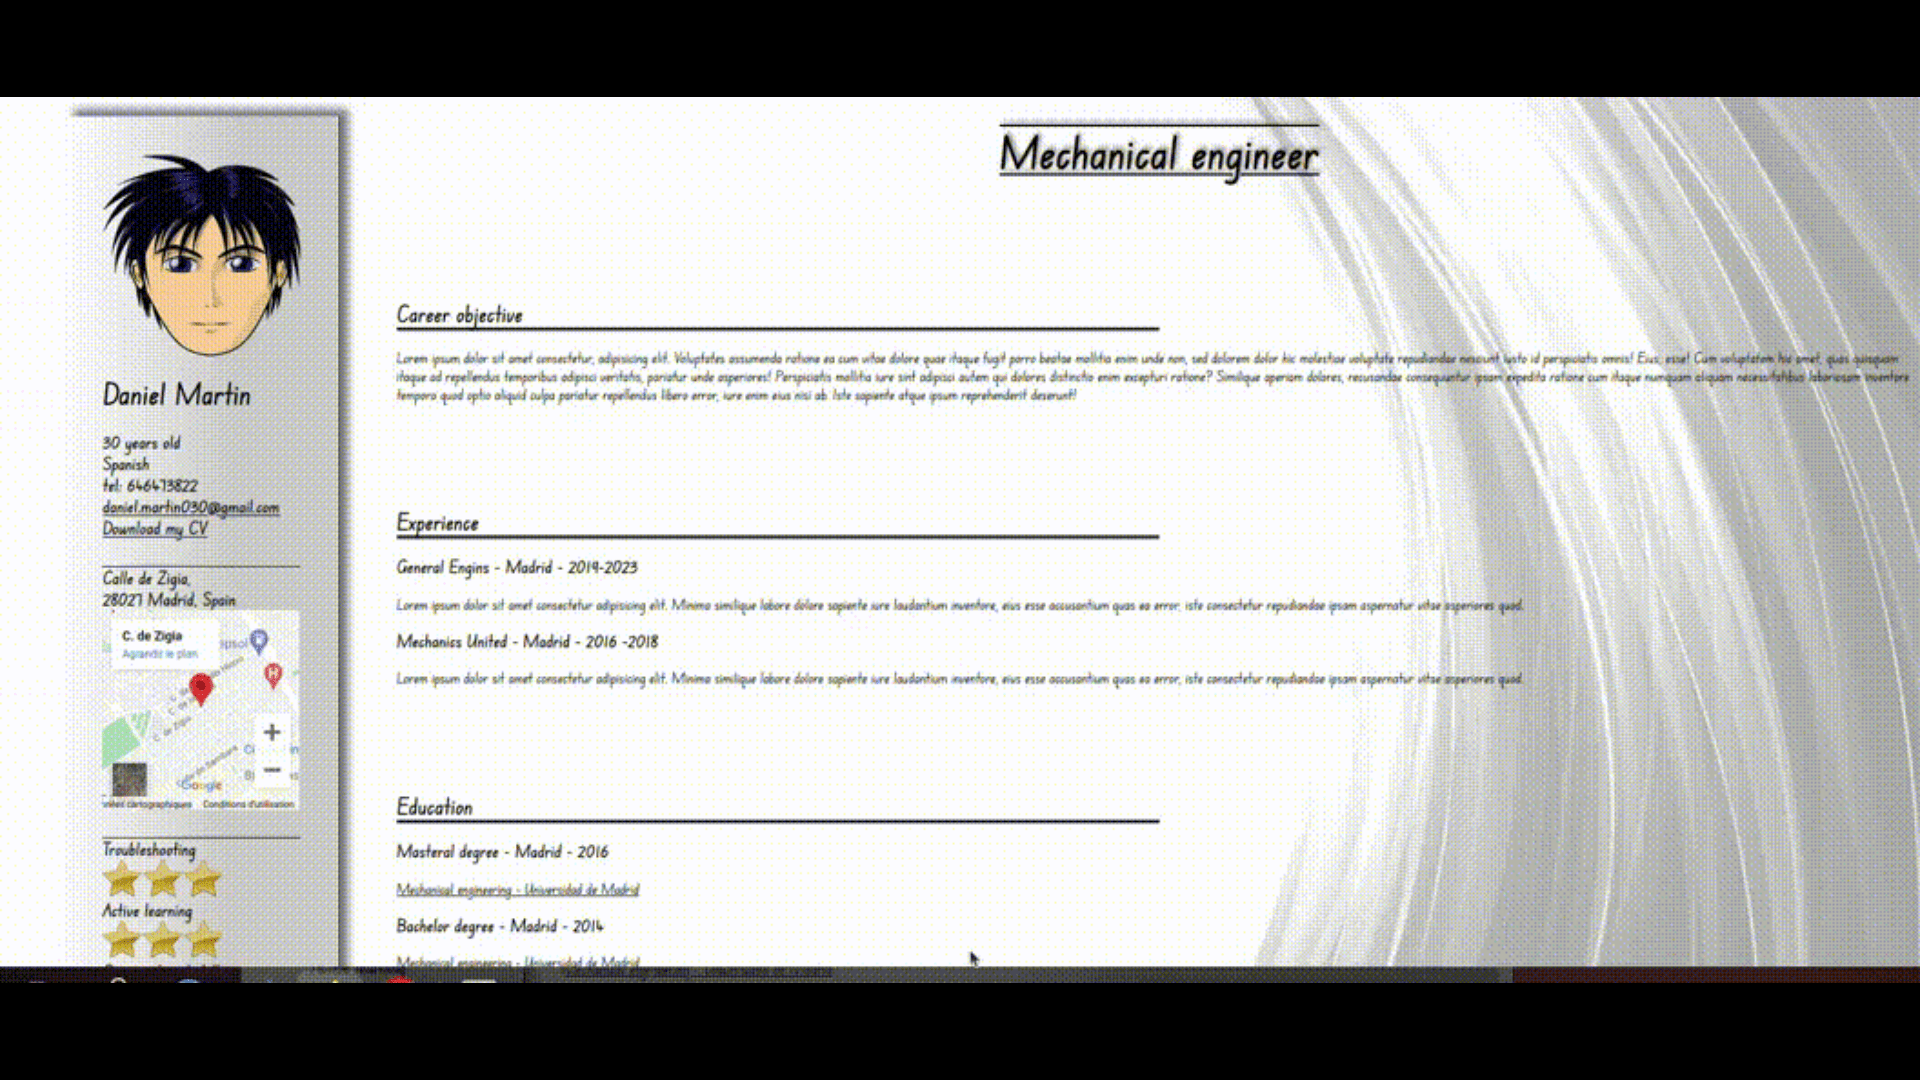 Mechanical engineer
Daniel Martin
30 years old
Spanish
tel: 646473822
daniel.martin030@gmail.com
Download my CV
Calle de Zigia,
28027 Madrid, Spain
C. de Zigia
Agrandir le plan
psol
H
C. de Zigia
Google
Conditions d'utilisation
Troubleshooting
Active learning
Career objective
Lorem ipsum dolor sit amet consectetur, adipisicing elit. Voluptates assumenda ratione ea cum vitae dolore quae itaque fugit porro beatae mollitia enim unde non, sed dolorem dolor hic molestiae voluptate repudiandae nesciunt iusto id perspiciatis omnis! Eius, esse! Cum voluptatem hic amet, quas quisquam
itaque ad repellendus temporibus adipisci veritatis, pariatur unde asperiores! Perspiciatis mollitia iure sint adipisci autem qui dolores distinctio enim excepturi ratione? Similique aperiam dolores, recusandae consequuntur ipsam expedita ratione cum itaque numquam aliquam necessitatibus laboriosam inventore
tempora quod optio aliquid culpa pariatur repellendus libero error, iure enim eius nisi ab. Iste sapiente atque ipsum reprehenderit deserunt!
Experience
General Engins - Madrid - 2019-2023
Lorem ipsum dolor sit amet consectetur adipisicing elit. Minima similique labore dolore sapiente iure laudantium inventore, eius esse accusantium quas ea error, iste consectetur repudiandae ipsam aspernatur vitae asperiores quod.
Mechanics United - Madrid - 2016 -2018
Lorem ipsum dolor sit amet consectetur adipisicing elit. Minima similique labore dolore sapiente iure laudantium inventore, eius esse accusantium quas ea error, iste consectetur repudiandae ipsam aspernatur vitae asperiores quod.
Education
Masteral degree - Madrid - 2016
Mechanical engineering - Universidad de Madrid
Bachelor degree - Madrid - 2014
Mechanical engineering - Universidad de Madrid